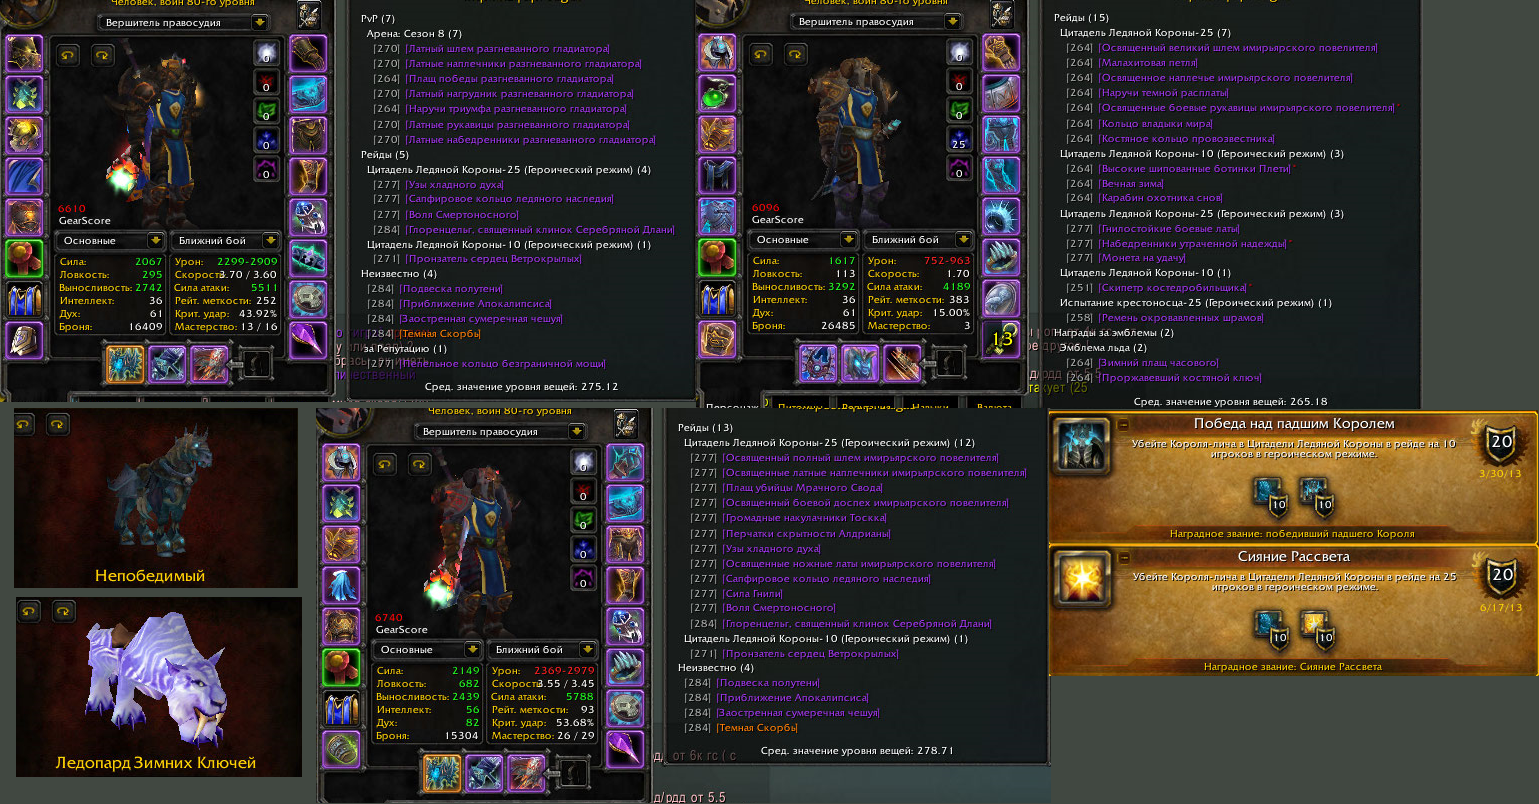 Человек, воин 80-го уровня
Вершитель правосудия
0
0
0
0
6610
GearScore
Основные
Ближний бой
Сила: 2067
Ловкость: 295
Выносливость: 2742
Интеллект: 36
Дух: 61
Броня: 16409
Урон: 2299-2909
Скорость: 3.70 / 3.60
Сила атаки: 5511
Рейт. меткости: 252
Крит. удар: 43.92%
Мастерство: 13 / 16
PvP (7)
Арена: Сезон 8 (7)
[270] [Латный шлем разгневанного гладиатора]
[270] [Латные наплечники разгневанного гладиатора]
[264] [Плащ победы разгневанного гладиатора]
[270] [Латный нагрудник разгневанного гладиатора]
[264] [Наручи триумфа разгневанного гладиатора]
[270] [Латные рукавицы разгневанного гладиатора]
[270] [Латные набедренники разгневанного гладиатора]
Рейды (5)
Цитадель Ледяной Короны-25 (Героический режим) (4)
[277] [Узы хладного духа]
[277] [Сапфировое кольцо ледяного наследия]
[277] [Воля Смертоносного]
[284] [Глоренцельг, священный клинок Серебряной Длани]
Цитадель Ледяной Короны-10 (Героический режим) (1)
[271] [Пронзатель сердец Ветрокрылых]
Неизвестно (4)
[284] [Подвеска полутени]
[284] [Приближение Апокалипсиса]
[284] [Заостренная сумеречная чешуя]
[284] [Темная Скорбь]
за Репутацию (1)
[277] [Пепельное кольцо безграничной мощи]
Сред. значение уровня вещей: 275.12
Человек, воин 80-го уровня
Вершитель правосудия
0
0
25
0
6096
GearScore
Основные
Ближний бой
Сила: 1617
Ловкость: 113
Выносливость: 3292
Интеллект: 36
Дух: 61
Броня: 26485
Урон: 752-963
Скорость: 1.70
Сила атаки: 4189
Рейт. меткости: 383
Крит. удар: 15.00%
Мастерство: 3
13
Рейды (15)
Цитадель Ледяной Короны-25 (7)
[264] [Освященный великий шлем имирьярского повелителя]
[264] [Малахитовая петля]
[264] [Освященное наплечье имирьярского повелителя]
[264] [Наручи темной расплаты]
[264] [Освященные боевые рукавицы имирьярского повелителя]*
[264] [Кольцо владыки мира]
[264] [Костяное кольцо провозвестника]
Цитадель Ледяной Короны-10 (Героический режим) (3)
[264] [Высокие шипованные ботинки Плети]*
[264] [Вечная зима]
[264] [Карабин охотника снов]
Цитадель Ледяной Короны-25 (Героический режим) (3)
[277] [Гнилостойкие боевые латы]
[277] [Набедренники утраченной надежды]*
[277] [Монета на удачу]
Цитадель Ледяной Короны-10 (1)
[251] [Скипетр костедробильщика]*
Испытание крестоносца-25 (1)
[258] [Ремень окровавленных шрамов]
Награды за эмблемы (2)
Эмблема льда (2)
[264] [Зимний плащ часового]
[264] [Проржавевший костяной ключ]
Сред. значение уровня вещей: 265.18
Непобедимый
Ледопард Зимних Ключей
Человек, воин 80-го уровня
Вершитель правосудия
0
0
0
0
6740
GearScore
Основные
Ближний бой
Сила: 2149
Ловкость: 682
Выносливость: 2439
Интеллект: 56
Дух: 82
Броня: 15304
Урон: 2369-2979
Скорость: 3.55 / 3.45
Сила атаки: 5788
Рейт. меткости: 93
Крит. удар: 53.68%
Мастерство: 26 / 29
Рейды (13)
Цитадель Ледяной Короны-25 (Героический режим) (12)
[277] [Освященный полный шлем имирьярского повелителя]
[277] [Освященные латные наплечники имирьярского повелителя]
[277] [Плащ убийцы Мрачного Свода]
[277] [Освященный боевой доспех имирьярского повелителя]
[277] [Громадные накулачники Тоскка]
[277] [Перчатки скрытности Алдрианы]
[277] [Узы хладного духа]
[277] [Освященные ножные латы имирьярского повелителя]
[277] [Сапфировое кольцо ледяного наследия]
[277] [Сила Гнили]
[277] [Воля Смертоносного]
[284] [Глоренцельг, священный клинок Серебряной Длани]
Цитадель Ледяной Короны-10 (Героический режим) (1)
[271] [Пронзатель сердец Ветрокрылых]
Неизвестно (4)
[284] [Подвеска полутени]
[284] [Приближение Апокалипсиса]
[284] [Заостренная сумеречная чешуя]
[284] [Темная Скорбь]
Сред. значение уровня вещей: 278.71
от 6к гс ( с
д/рдд от 5.5
Победа над падшим Королем
Убейте Короля-лича в Цитадели Ледяной Короны в рейде на 10
игроков в героическом режиме.
20
3/30/13
10
10
Наградное звание: победивший падшего Короля
Сияние Рассвета
Убейте Короля-лича в Цитадели Ледяной Короны в рейде на 25
игроков в героическом режиме.
20
6/17/13
10
10
Наградное звание: Сияние Рассвета